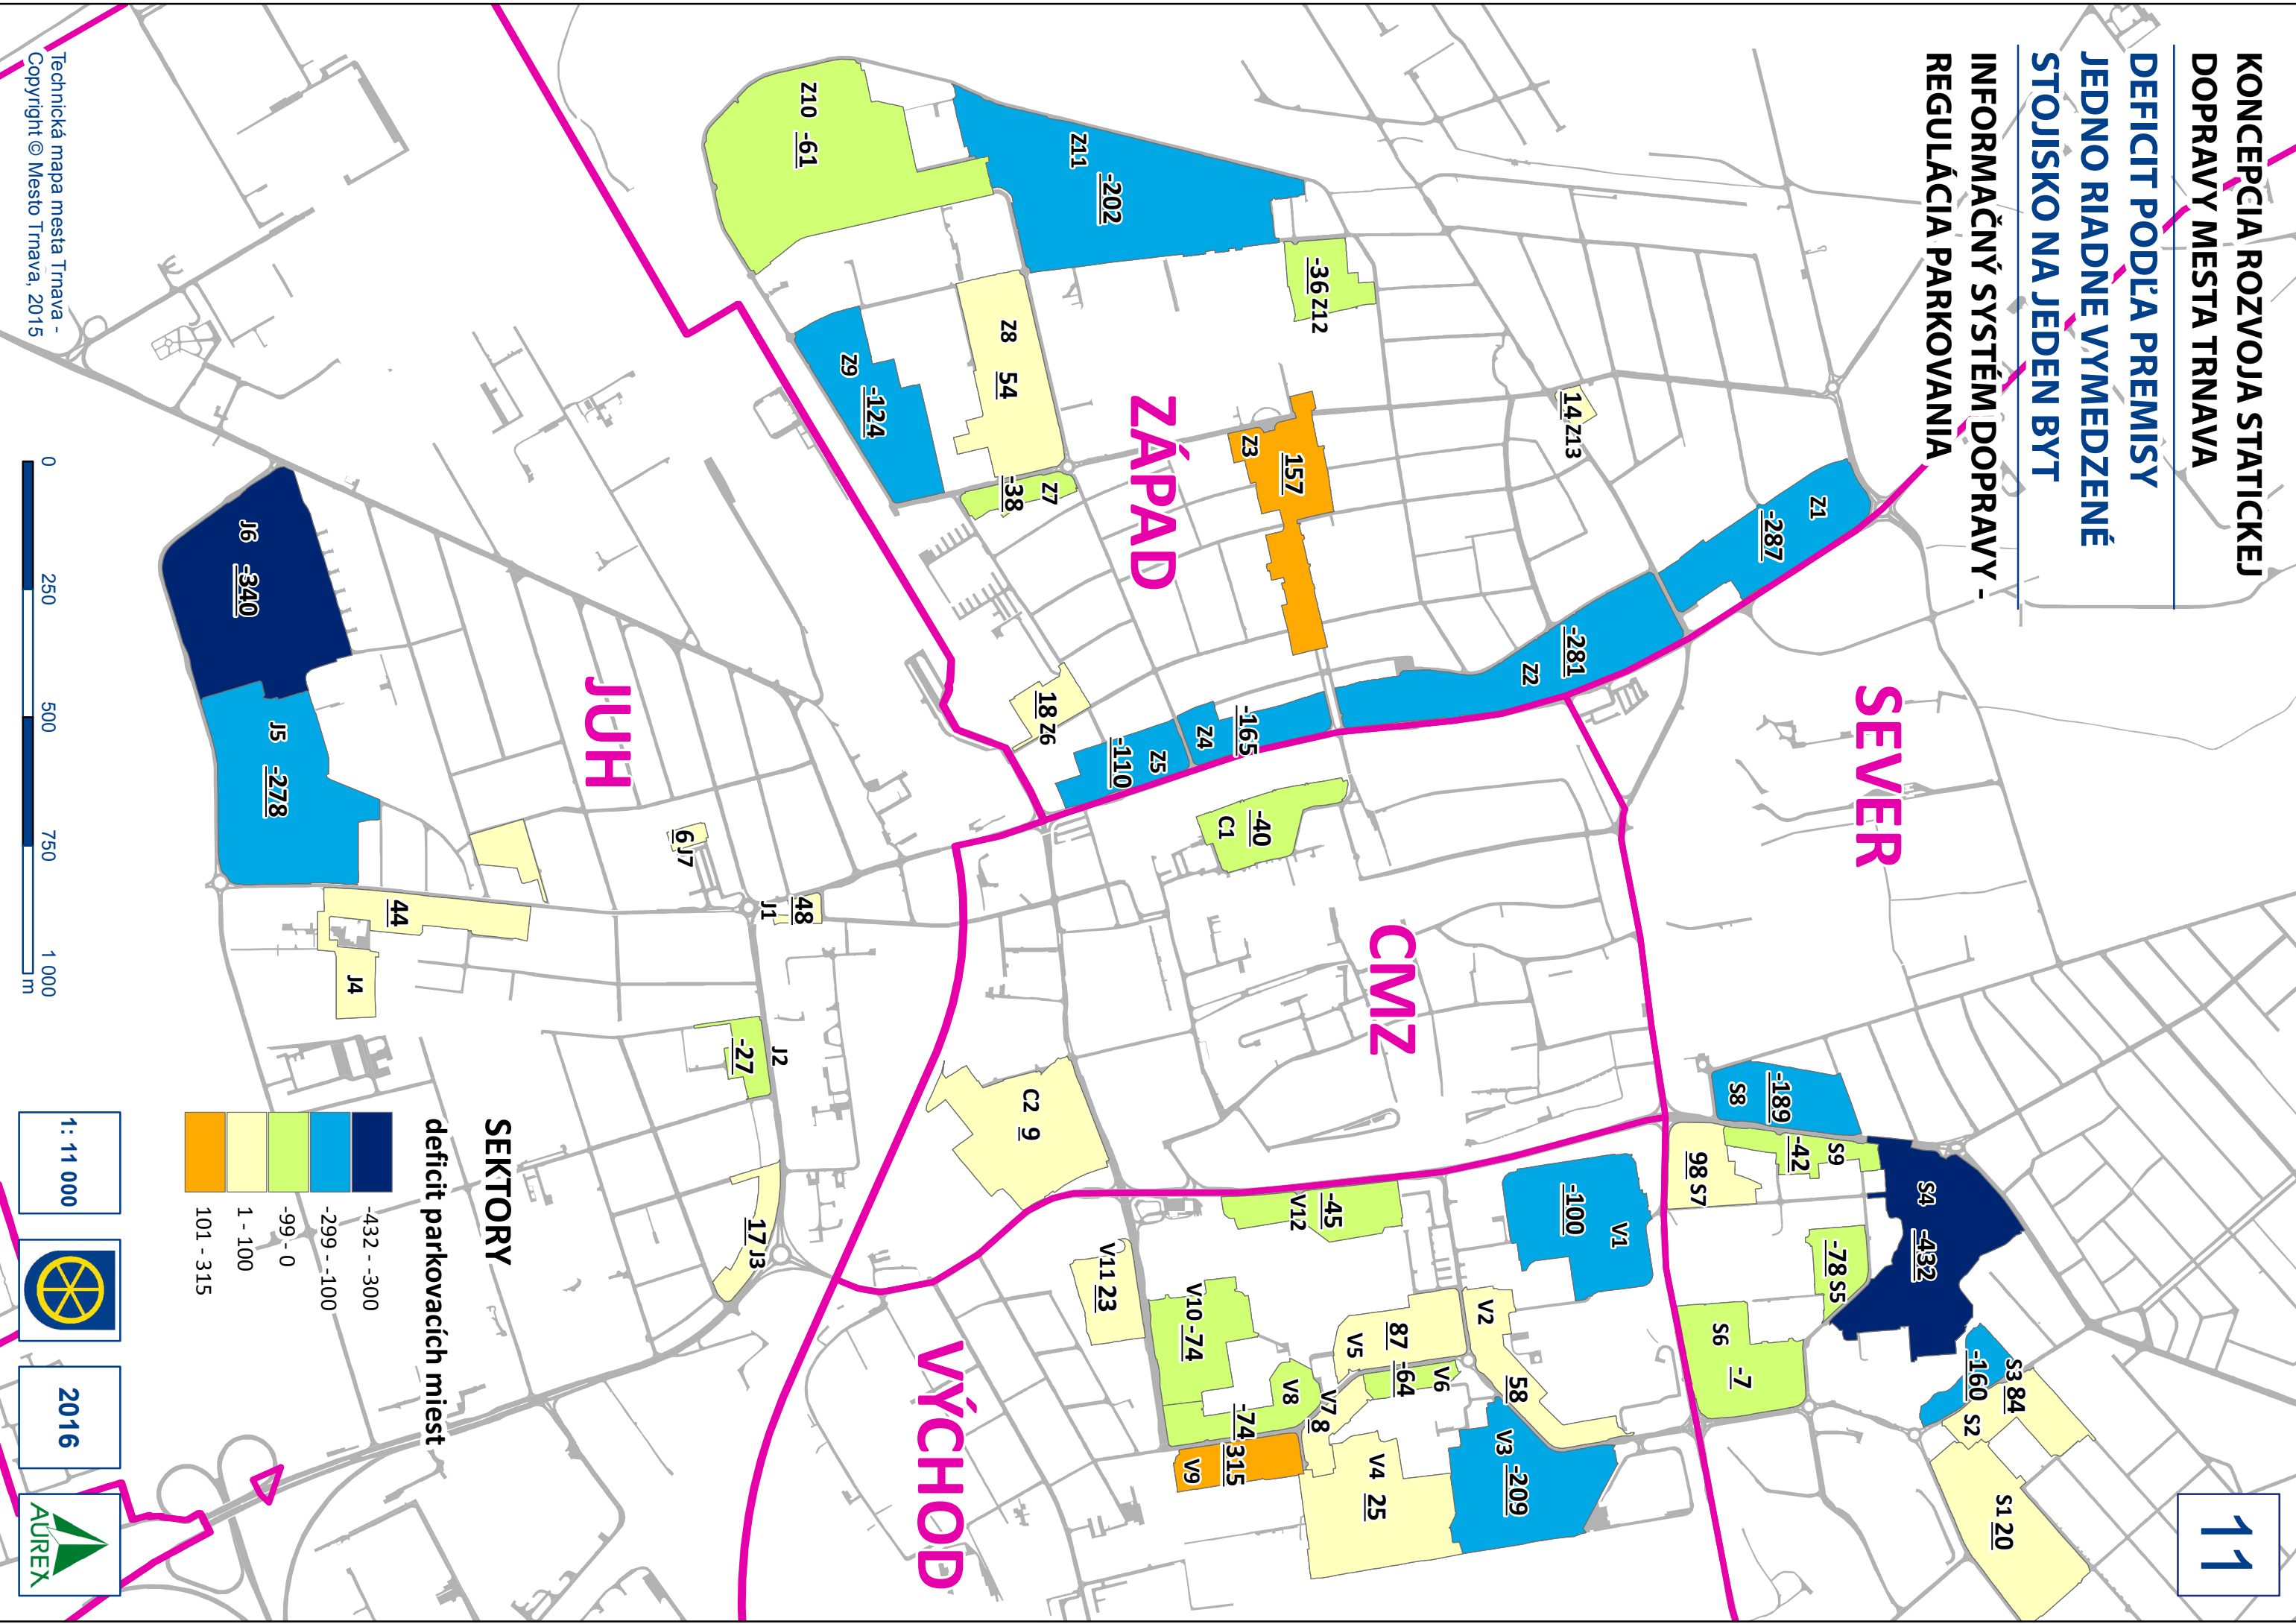 KONCEPCIA ROZVOJA STATICKEJ
DOPRAVY MESTA TRNAVA
DEFICIT PODĽA PREMISY
JEDNO RIADNE VYMEDZENÉ
STOJISKO NA JEDEN BYT
INFORMAČNÝ SYSTÉM DOPRAVY -
REGULÁCIA PARKOVANIA
11
SEVER
ZÁPAD
CMZ
JUH
VÝCHOD
Z1
-287
Z2
-281
Z13
14
Z12
-36
Z3
157
Z11
-202
Z10
-61
Z8
54
Z9
-124
Z7
-38
Z6
18
Z5
-110
Z4
-165
C1
-40
C2
9
S8
-189
S9
-42
S7
98
S4
-432
S5
-78
S6
-7
S3
-160
S2
84
S1
20
V1
-100
V2
58
V3
-209
V4
25
V5
87
V6
-64
V7
8
V8
-74
V9
315
V10
-74
V11
23
V12
-45
J1
48
J2
-27
J3
17
J4
44
J5
-278
J6
-340
J7
6
SEKTORY
deficit parkovacích miest
-432 - -300
-299 - -100
-99 - 0
1 - 100
101 - 315
0
250
500
750
1 000
m
Technická mapa mesta Trnava -
Copyright © Mesto Trnava, 2015
1: 11 000
2016
AUREX